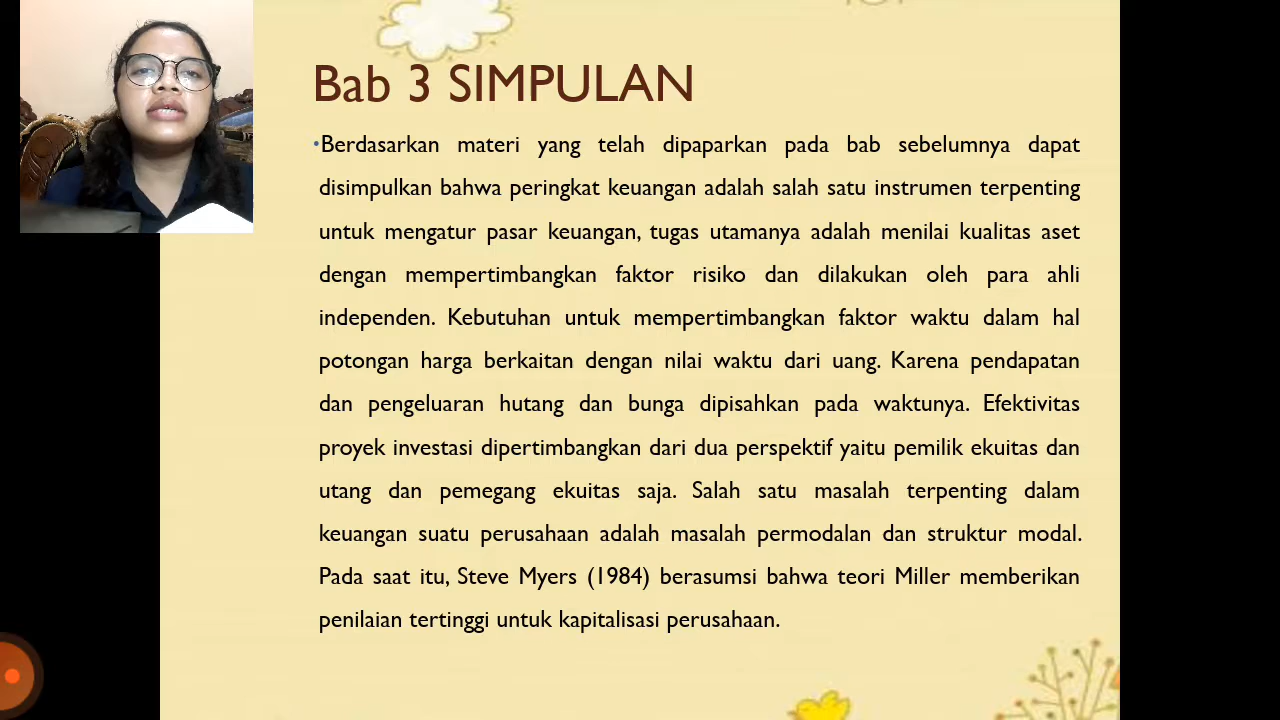 Bab 3 SIMPULAN
•Berdasarkan materi yang telah dipaparkan pada bab sebelumnya dapat
disimpulkan bahwa peringkat keuangan adalah salah satu instrumen terpenting
untuk mengatur pasar keuangan, tugas utamanya adalah menilai kualitas aset
dengan mempertimbangkan faktor risiko dan dilakukan oleh para ahli
independen. Kebutuhan untuk mempertimbangkan faktor waktu dalam hal
potongan harga berkaitan dengan nilai waktu dari uang. Karena pendapatan
dan pengeluaran hutang dan bunga dipisahkan pada waktunya. Efektivitas
proyek investasi dipertimbangkan dari dua perspektif yaitu pemilik ekuitas dan
utang dan pemegang ekuitas saja. Salah satu masalah terpenting dalam
keuangan suatu perusahaan adalah masalah permodalan dan struktur modal.
Pada saat itu, Steve Myers (1984) berasumsi bahwa teori Miller memberikan
penilaian tertinggi untuk kapitalisasi perusahaan.